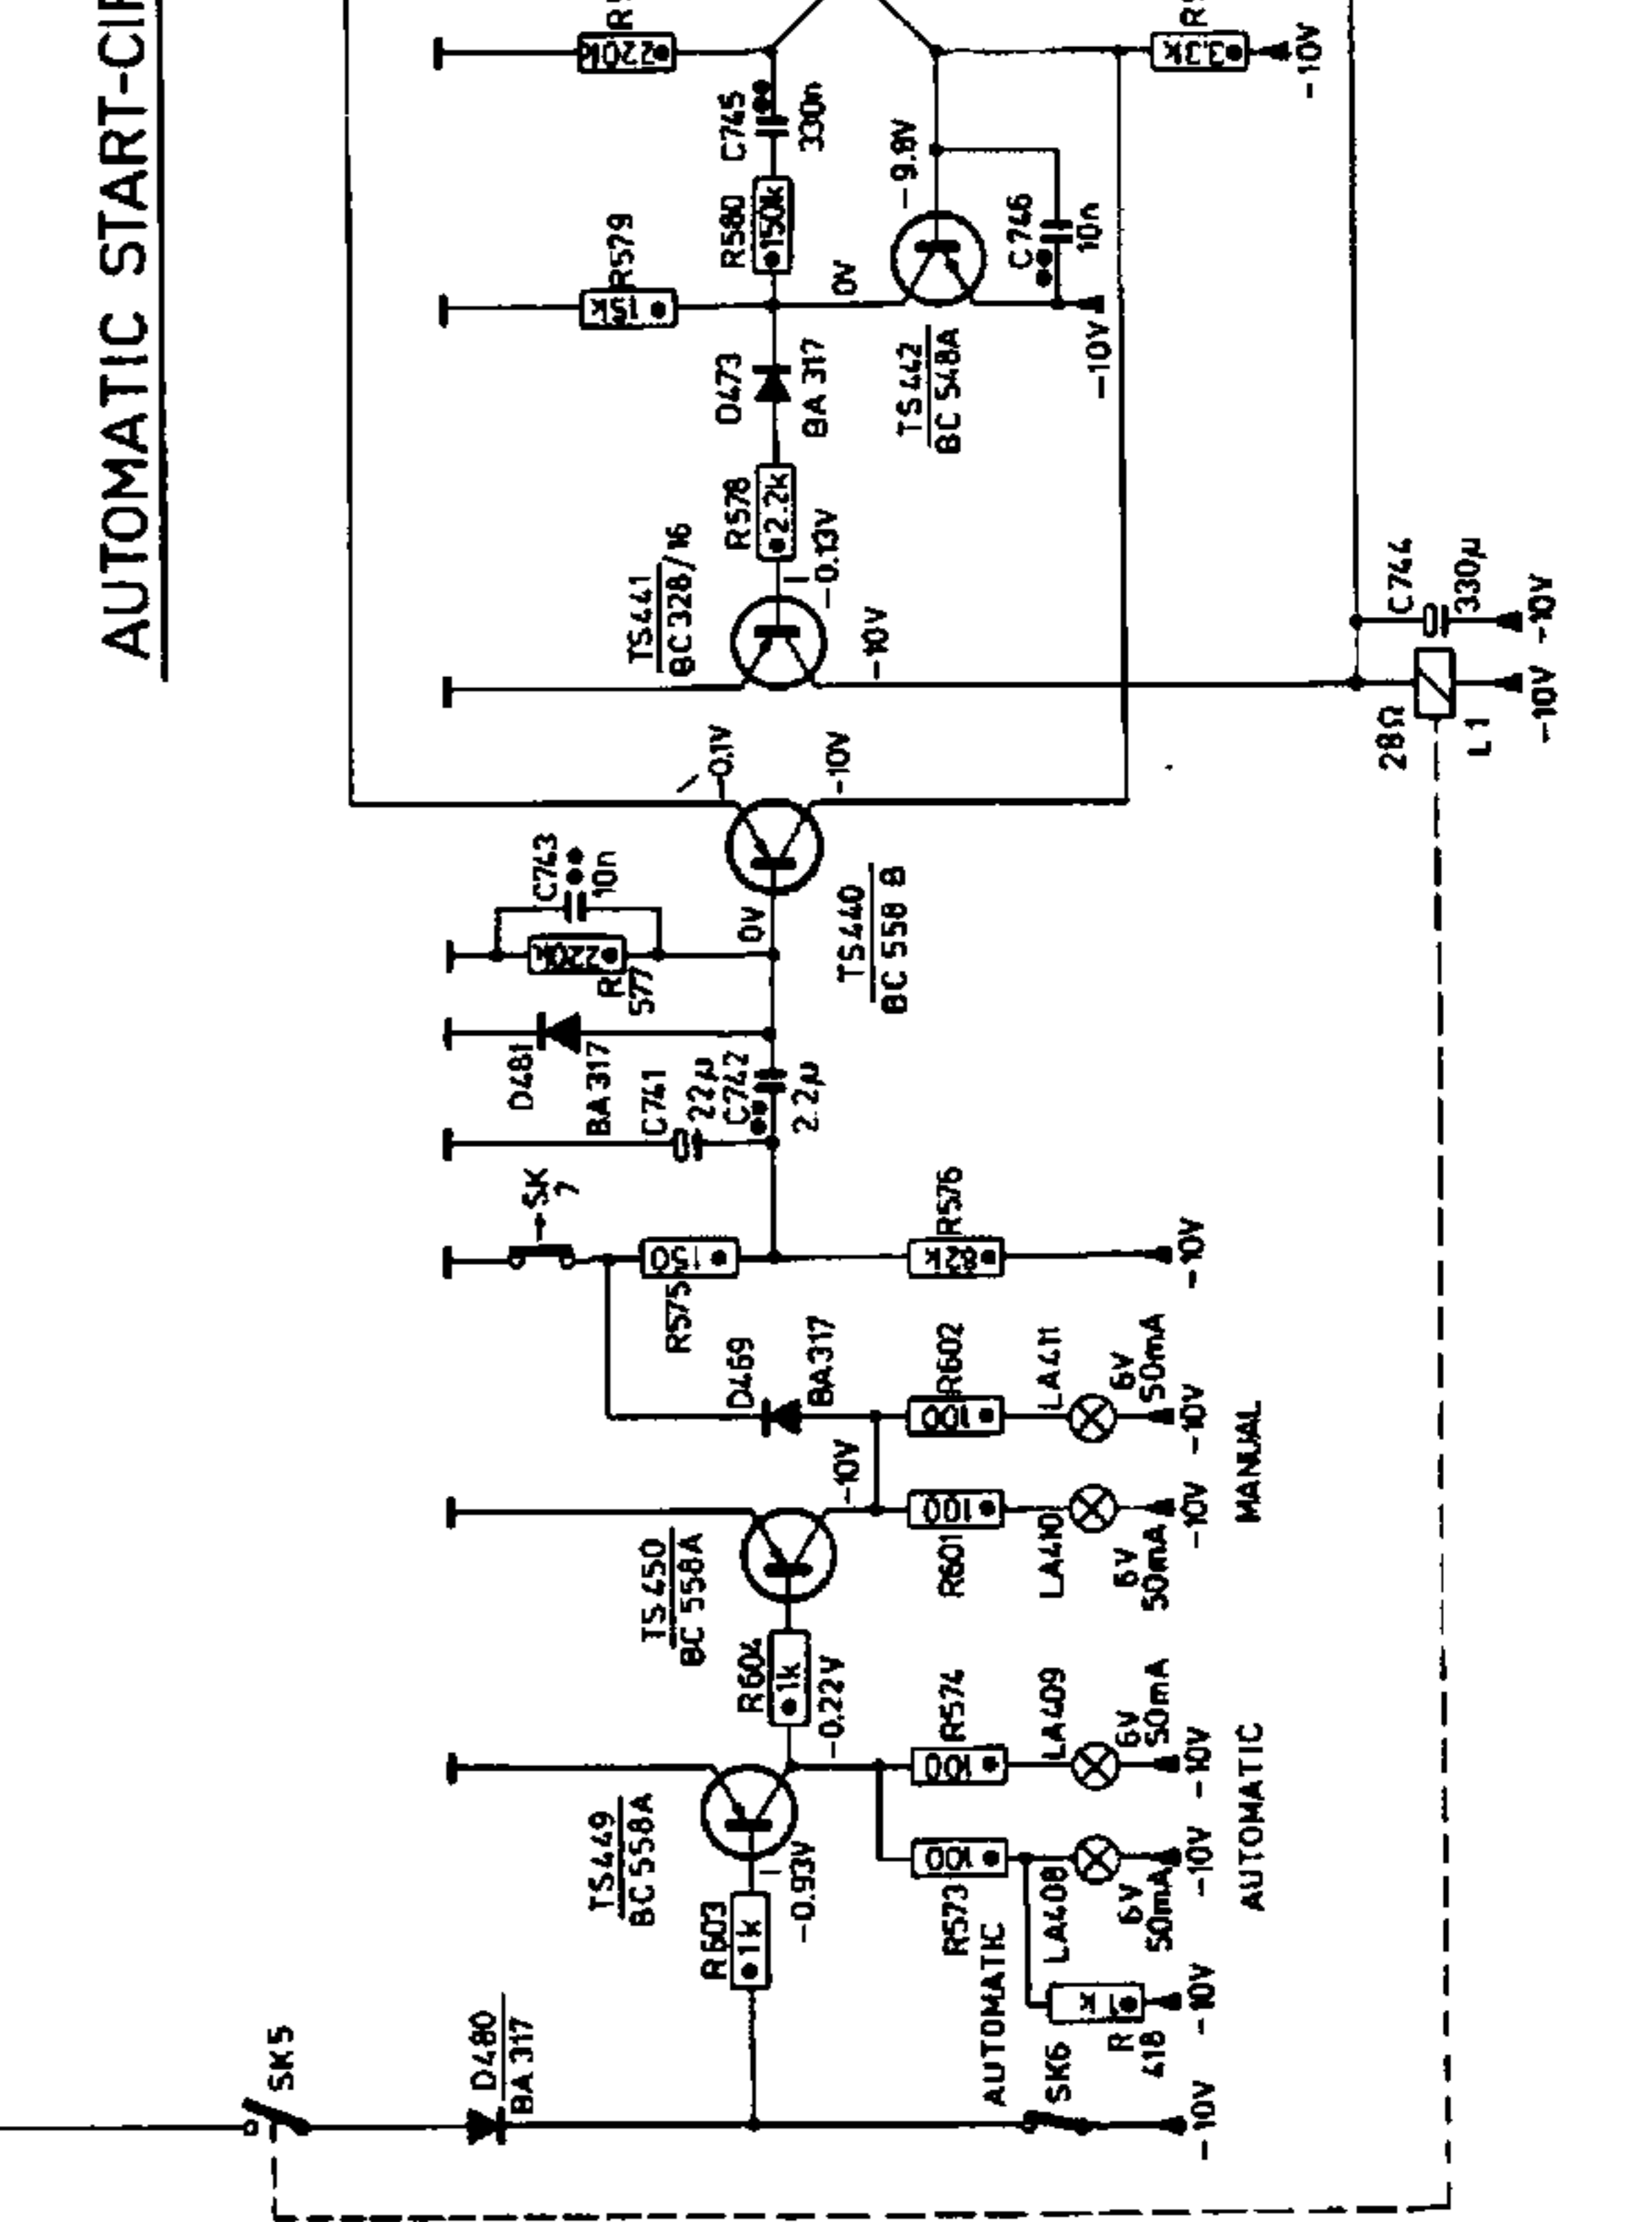 AUTOMATIC START-CIR
SK5
D480
BA 317
AUTOMATIC
SK6
R
418
1k
-10V
-10V
R603
1k
-0.93V
TS449
BC 558A
R573
100
LA408
6V
50mA
-10V
R574
100
LA409
6V
50mA
-10V
AUTOMATIC
R604
1k
-0.22V
TS450
BC 558A
-10V
R601
100
LA410
6V
50mA
-10V
R602
100
LA411
6V
50mA
-10V
MANUAL
D469
BA317
SK
7
R575
150
R576
82k
-10V
C741
22µ
C742
2.2µ
D481
BA 317
R
577
220k
C743
10n
0V
TS440
BC 558 B
-0.1V
-10V
TS441
BC 328/16
-10V
-0.13V
R578
2.2k
D473
BA 317
R579
15k
R580
150k
C745
330n
220k
R
0V
TS442
BC 548A
-9.8V
C746
10n
-10V
R
3.3k
-10V
28Ω
L1
-10V
C744
330µ
-10V